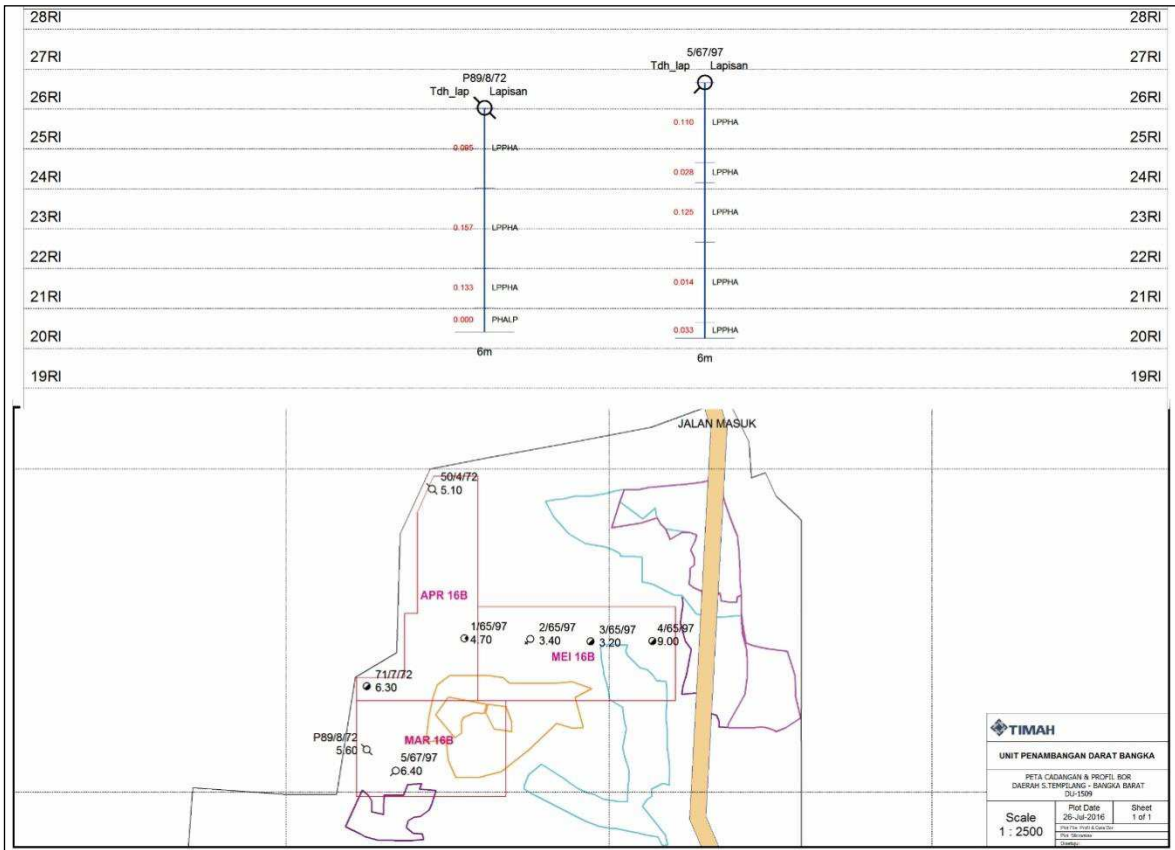 28RI 28RI
27RI 27RI
26RI 26RI
25RI 25RI
24RI 24RI
23RI 23RI
22RI 22RI
21RI 21RI
20RI 20RI
19RI 19RI
P89/8/72
Tdh_lap Lapisan
0.095 LPPHA
0.157 LPPHA
0.133 LPPHA
0.000 PHALP
6m
5/67/97
Tdh_lap Lapisan
0.110 LPPHA
0.028 LPPHA
0.125 LPPHA
0.014 LPPHA
0.033 LPPHA
6m
JALAN MASUK
50/4/72
5.10
APR 16B
1/65/97
4.70
2/65/97
3.40
3/65/97
3.20
4/65/97
9.00
MEI 16B
71/7/72
6.30
P89/8/72
5.60
MAR 16B
5/67/97
6.40
TIMAH
UNIT PENAMBANGAN DARAT BANGKA
PETA CADANGAN & PROFIL BOR
DAERAH S.TEMPILANG - BANGKA BARAT
DU-1509
Scale
1 : 2500
Plot Date
26-Jul-2016
Sheet
1 of 1